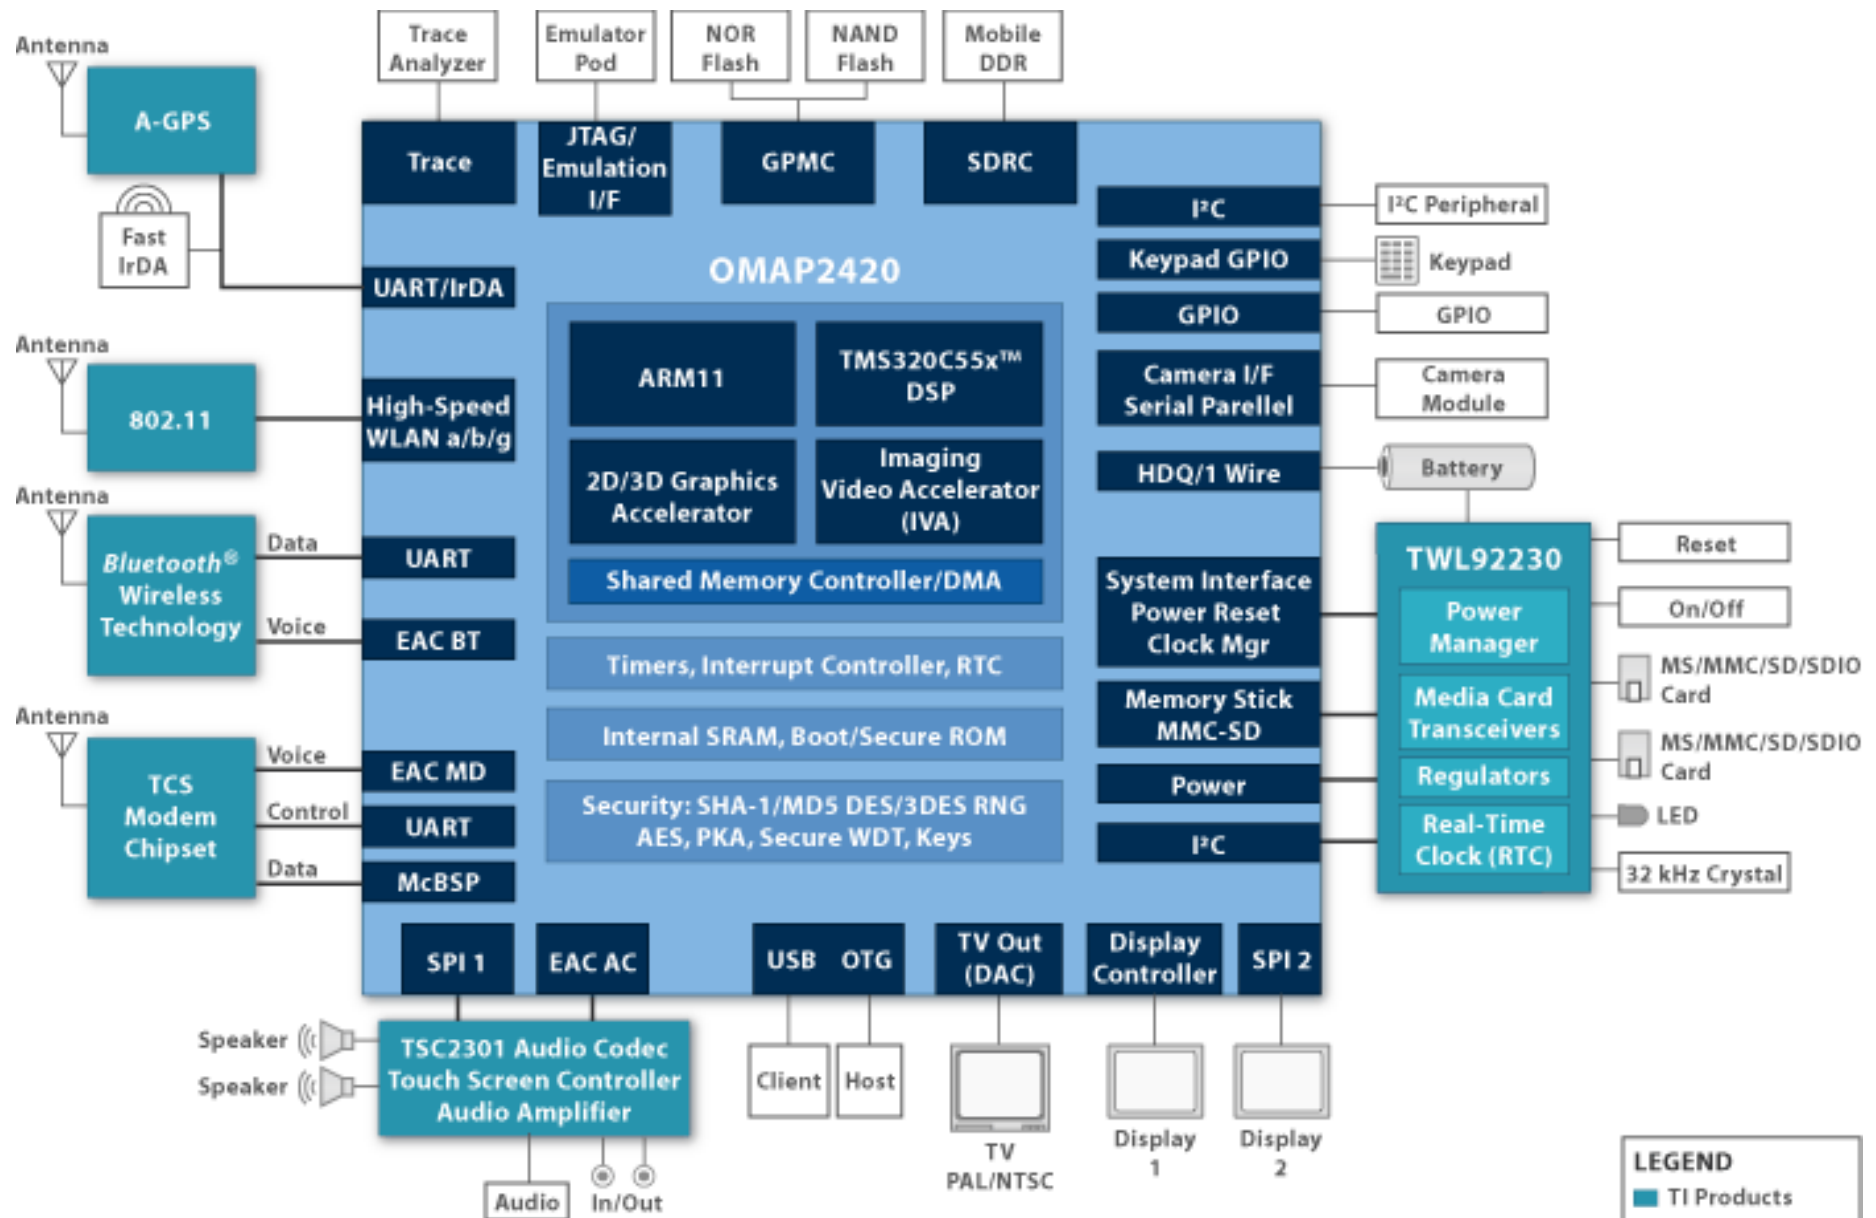 Antenna
Trace
Analyzer
Emulator
Pod
NOR
Flash
NAND
Flash
Mobile
DDR
A-GPS
Trace
JTAG/
Emulation
I/F
GPMC
SDRC
Fast
IrDA
UART/IrDA
OMAP2420
I²C
I²C Peripheral
Keypad GPIO
Keypad
GPIO
GPIO
Camera I/F
Serial Parellel
Camera
Module
HDQ/1 Wire
Battery
ARM11
TMS320C55x™
DSP
2D/3D Graphics
Accelerator
Imaging
Video Accelerator
(IVA)
Shared Memory Controller/DMA
Timers, Interrupt Controller, RTC
Internal SRAM, Boot/Secure ROM
Security: SHA-1/MD5 DES/3DES RNG
AES, PKA, Secure WDT, Keys
Antenna
802.11
High-Speed
WLAN a/b/g
Antenna
Bluetooth®
Wireless
Technology
Data
UART
Voice
EAC BT
Antenna
TCS
Modem
Chipset
Voice
EAC MD
Control
UART
Data
McBSP
System Interface
Power Reset
Clock Mgr
Memory Stick
MMC-SD
Power
I²C
TWL92230
Power
Manager
Media Card
Transceivers
Regulators
Real-Time
Clock (RTC)
Reset
On/Off
MS/MMC/SD/SDIO
Card
MS/MMC/SD/SDIO
Card
LED
32 kHz Crystal
SPI 1
EAC AC
USB OTG
TV Out
(DAC)
Display
Controller
SPI 2
Speaker
Speaker
TSC2301 Audio Codec
Touch Screen Controller
Audio Amplifier
Audio
In/Out
Client
Host
TV
PAL/NTSC
Display
1
Display
2
LEGEND
TI Products